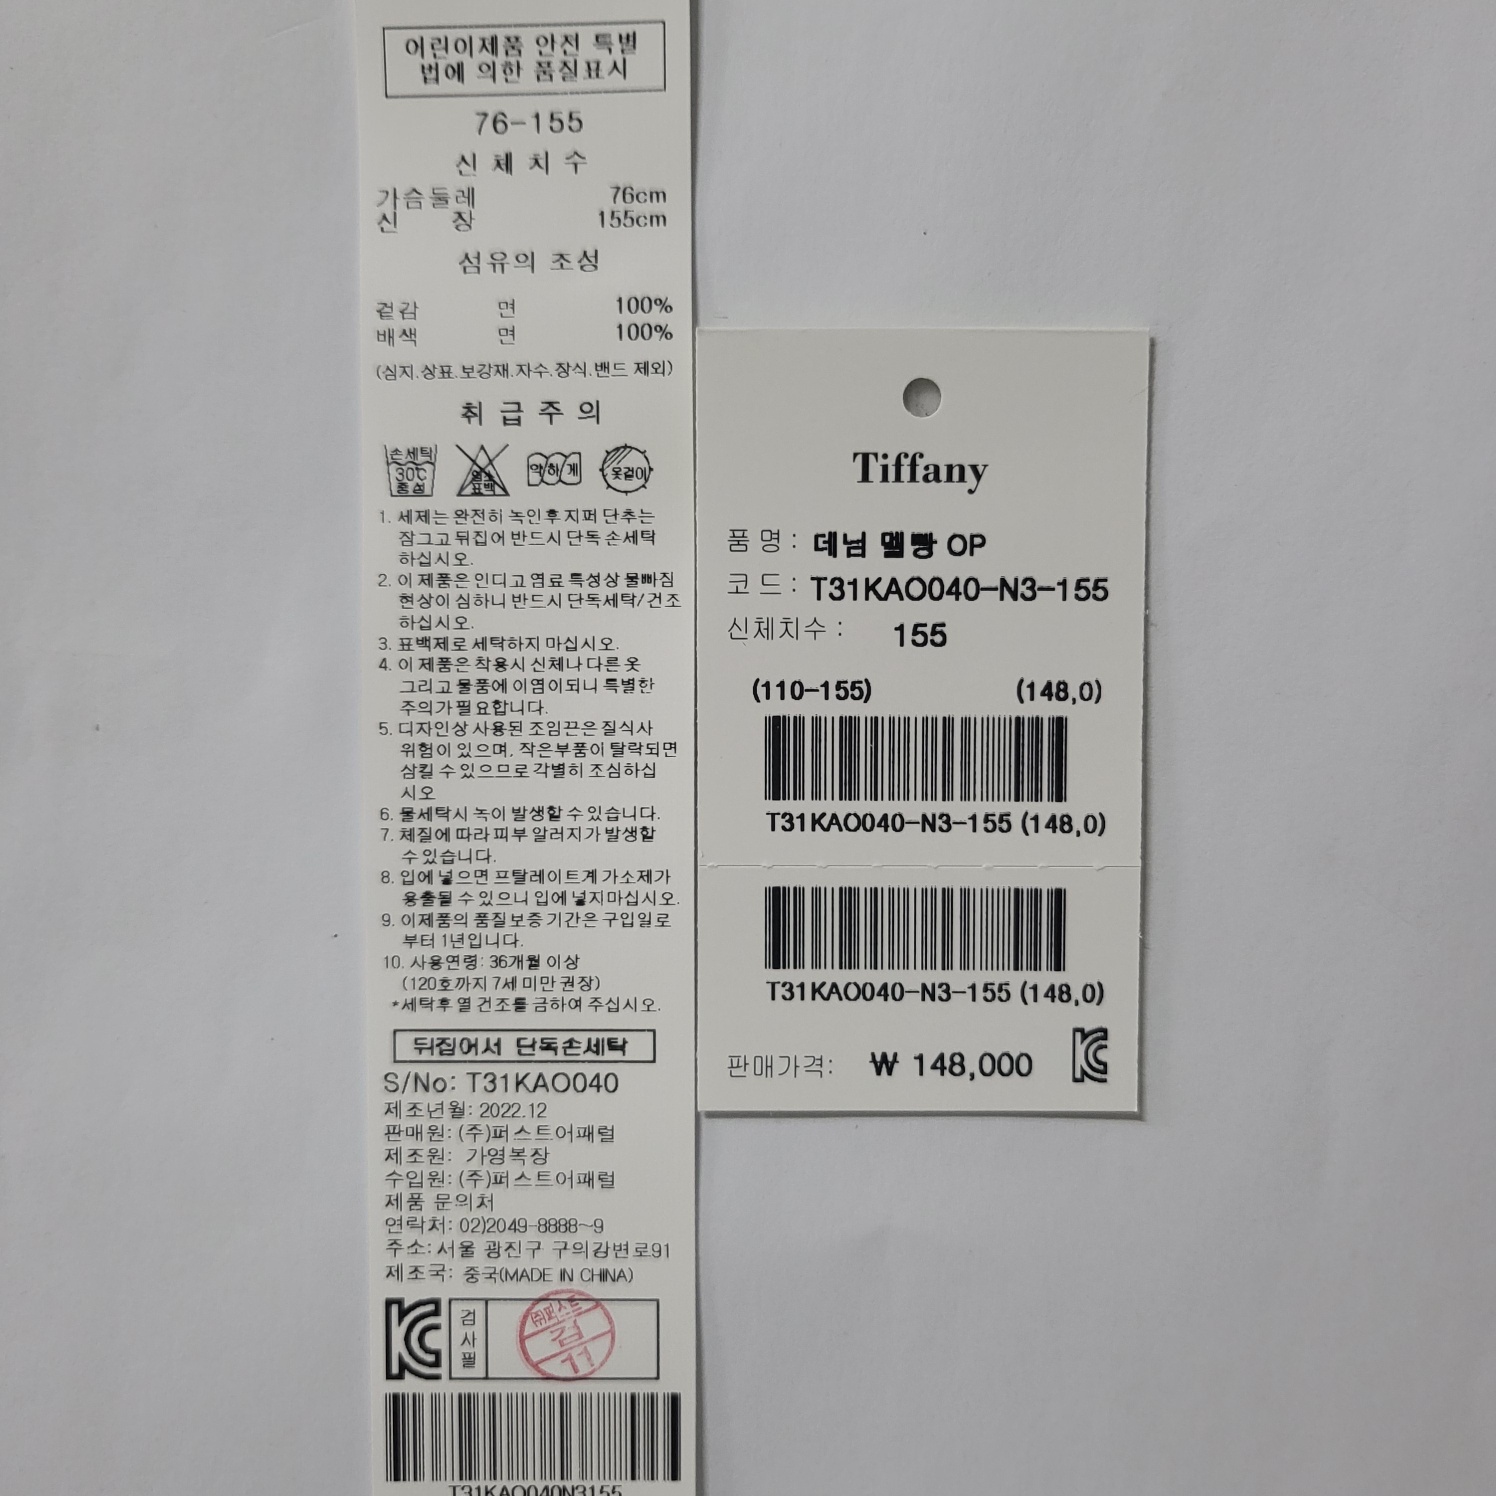 어린이제품 안전 특별
법에 의한 품질표시
76-155
신 체 치 수
가슴둘레 76cm
신 장 155cm
섬유의 조성
겉감 면 100%
배색 면 100%
(심지.상표.보강재.자수.장식.밴드 제외)
취 급 주 의
손세탁
30℃
중성
염소
표백
약하게
옷걸이
1. 세제는 완전히 녹인후 지퍼 단추는
잠그고 뒤집어 반드시 단독 손세탁
하십시오.
2. 이 제품은 인디고 염료 특성상 물빠짐
현상이 심하니 반드시 단독세탁/건조
하십시오.
3. 표백제로 세탁하지 마십시오.
4. 이 제품은 착용시 신체나 다른 옷
그리고 물품에 이염이되니 특별한
주의가 필요합니다.
5. 디자인상 사용된 조임끈은 질식사
위험이 있으며, 작은부품이 탈락되면
삼킬 수 있으므로 각별히 조심하십
시오
6. 물세탁시 녹이 발생할 수 있습니다.
7. 체질에 따라 피부 알러지가 발생할
수 있습니다.
8. 입에 넣으면 프탈레이트계 가소제가
용출될 수 있으니 입에 넣지마십시오.
9. 이제품의 품질 보증 기간은 구입일로
부터 1년입니다.
10. 사용연령: 36개월 이상
(120호까지 7세 미만 권장)
*세탁후 열 건조를 금하여 주십시오.
뒤집어서 단독손세탁
S/No: T31KAO040
제조년월: 2022.12
판매원: (주)퍼스트어패럴
제조원: 가영복장
수입원: (주)퍼스트어패럴
제품 문의처
연락처: 02)2049-8888~9
주소: 서울 광진구 구의강변로91
제조국: 중국(MADE IN CHINA)
KC
검사필
㈜퍼스트
검
11
T31KAO040N3155
Tiffany
품 명 : 데님 멜빵 OP
코 드 : T31KAO040-N3-155
신체치수 : 155
(110-155) (148,0)
T31KAO040-N3-155 (148,0)
T31KAO040-N3-155 (148,0)
판매가격: ₩ 148,000
KC